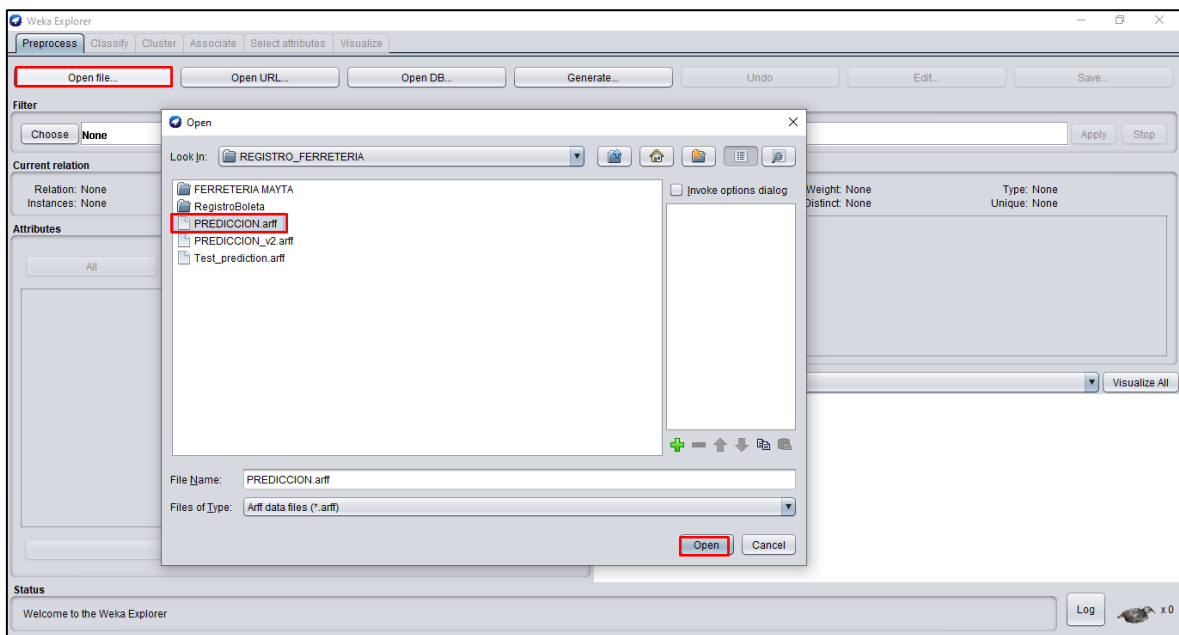 Weka Explorer
Preprocess Classify Cluster Associate Select attributes Visualize
Open file... Open URL... Open DB... Generate... Undo Edit... Save...
Filter
Choose None Apply Stop
Current relation
Relation: None
Instances: None
Weight: None Type: None
Distinct: None Unique: None
Attributes
All
Visualize All
Open
Look In: REGISTRO_FERRETERIA
FERRETERIA MAYTA
RegistroBoleta
PREDICCION.arff
PREDICCION_v2.arff
Test_prediction.arff
Invoke options dialog
File Name: PREDICCION.arff
Files of Type: Arff data files (*.arff)
Open Cancel
Status
Welcome to the Weka Explorer
Log x 0